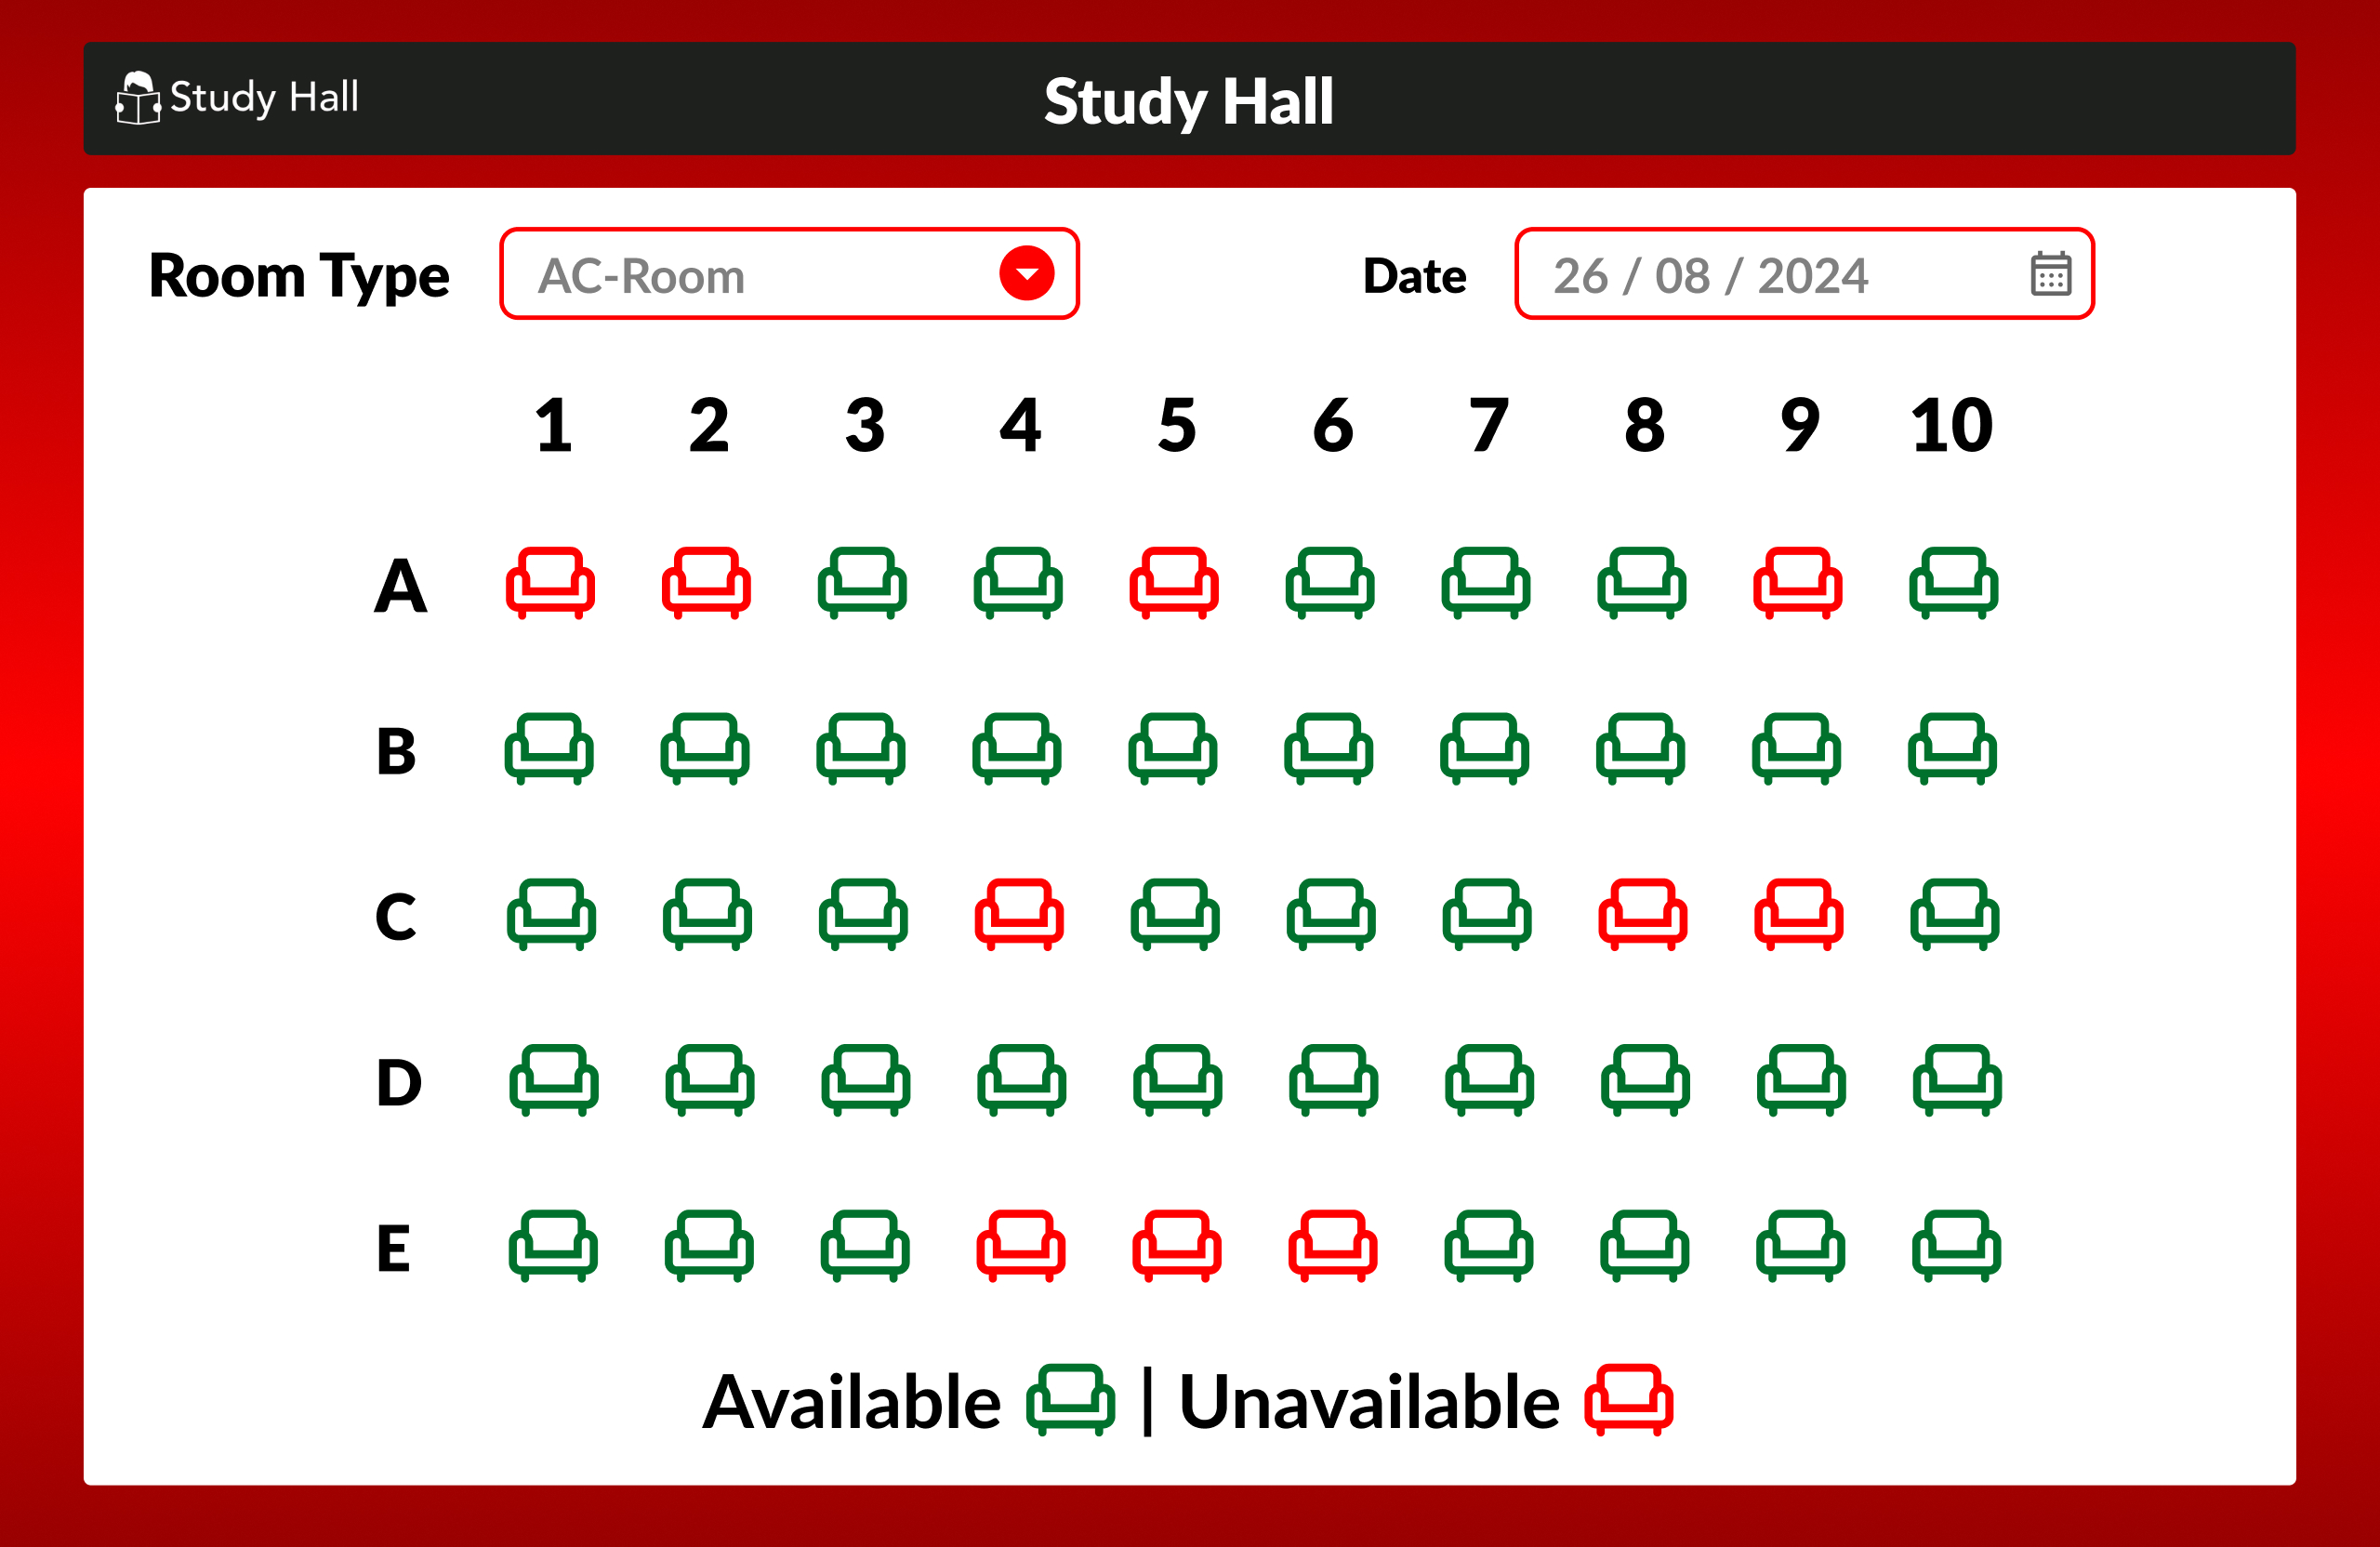 Study Hall
Study Hall
Room Type AC-Room Date 26 / 08 / 2024
1 2 3 4 5 6 7 8 9 10
A
B
C
D
E
Available | Unavailable